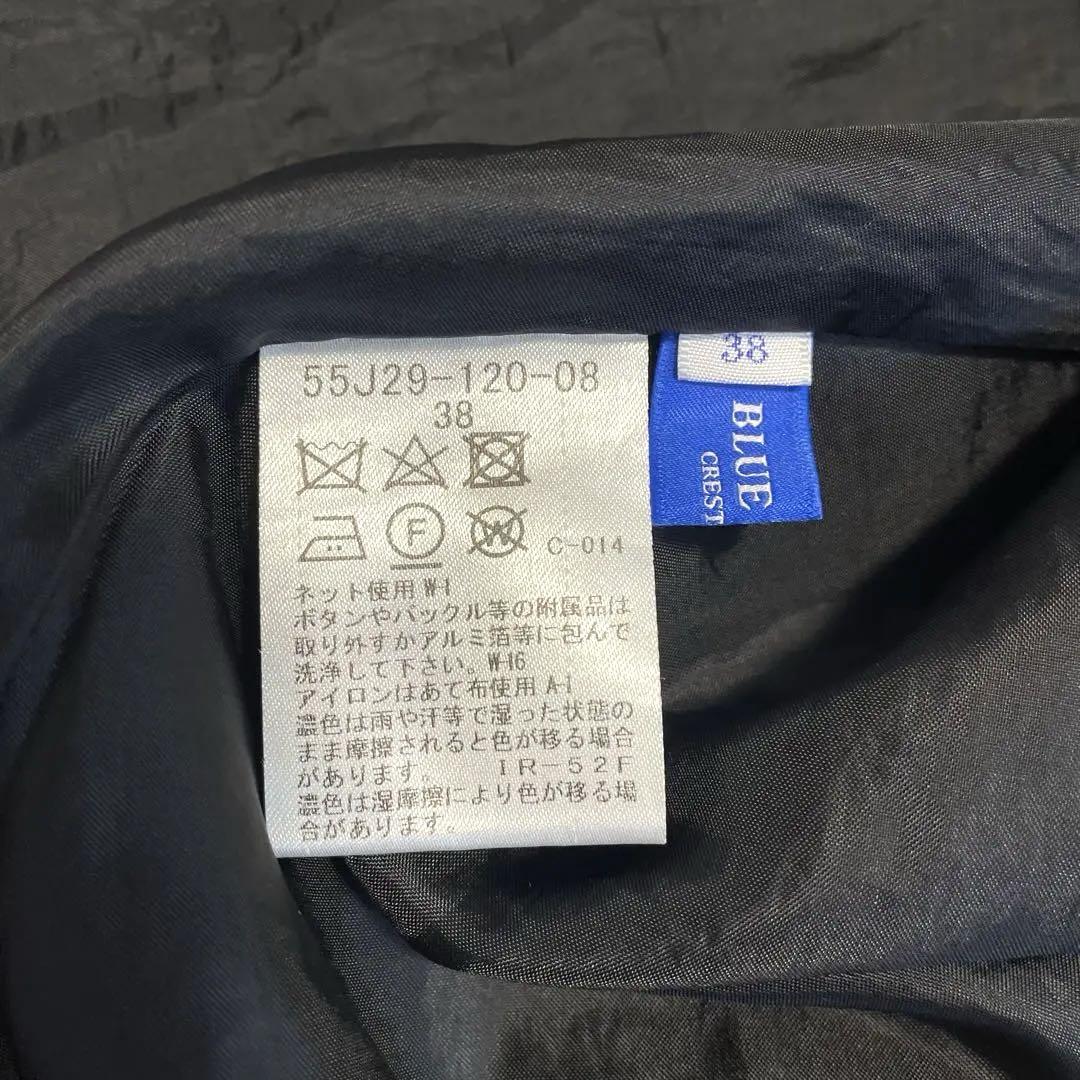 55J29-120-08
38
F
W
C-014
ネット使用 W-1
ボタンやバックル等の附属品は
取り外すかアルミ箔等に包んで
洗浄して下さい。W-16
アイロンはあて布使用 A-1
濃色は雨や汗等で湿った状態の
まま摩擦されると色が移る場合
があります。 IR-52F
濃色は湿摩擦により色が移る場
合があります。
38
BLUE
CREST